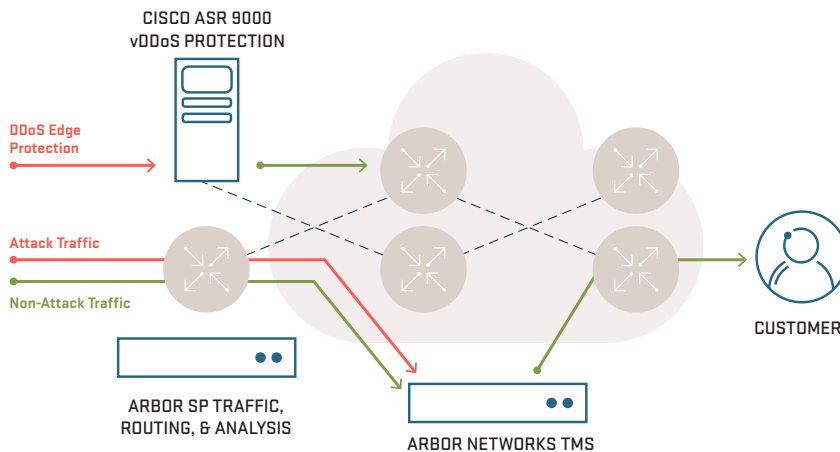 CISCO ASR 9000
vDDoS PROTECTION
DDoS Edge
Protection
Attack Traffic
Non-Attack Traffic
CUSTOMER
ARBOR SP TRAFFIC,
ROUTING, & ANALYSIS
ARBOR NETWORKS TMS